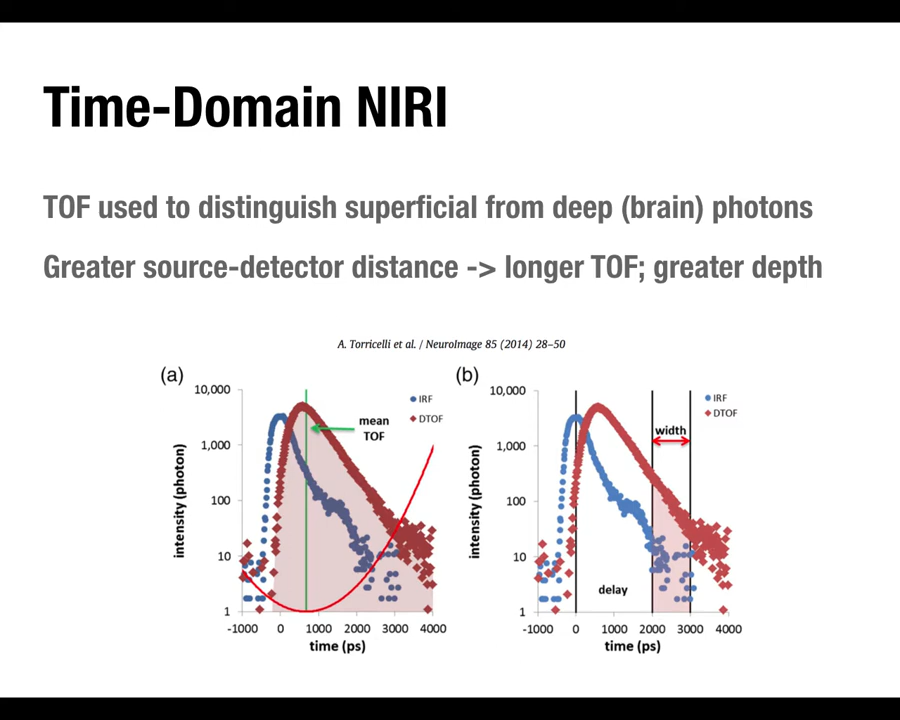 Time-Domain NIRI
TOF used to distinguish superficial from deep (brain) photons
Greater source-detector distance -> longer TOF; greater depth
A. Torricelli et al. / NeuroImage 85 (2014) 28–50
(a)
10,000
1,000
100
10
1
intensity (photon)
-1000 0 1000 2000 3000 4000
time (ps)
mean
TOF
IRF
DTOF
(b)
10,000
1,000
100
10
1
intensity (photon)
-1000 0 1000 2000 3000 4000
time (ps)
width
delay
IRF
DTOF